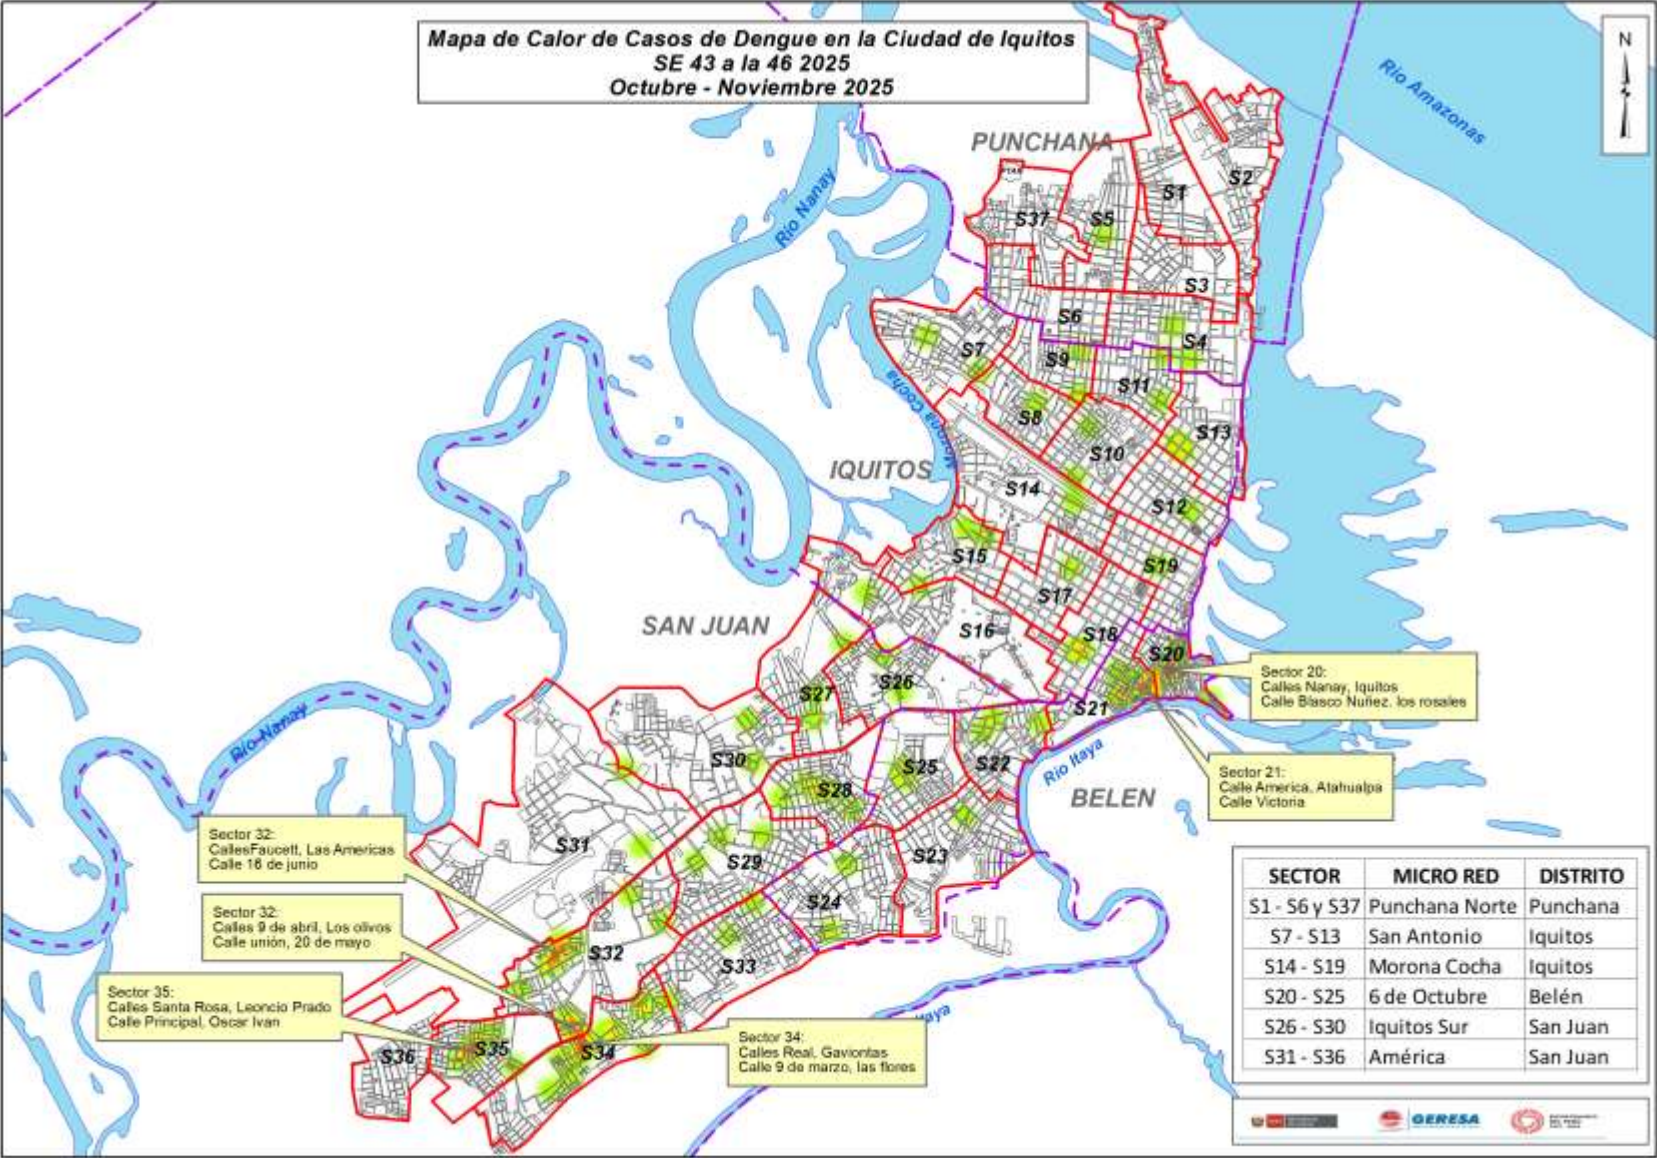 Mapa de Calor de Casos de Dengue en la Ciudad de Iquitos
SE 43 a la 46 2025
Octubre - Noviembre 2025
N
Río Amazonas
PUNCHANA
Río Nanay
S1
S2
S37
S5
S3
S6
S4
S7
S9
S11
Morona Cocha
S8
S13
S10
IQUITOS
S14
S12
S15
S19
S17
S16
S18
SAN JUAN
S20
S26
S27
S21
Sector 20:
Calles Nanay, Iquitos
Calle Blasco Nuñez. los rosales
Río Nanay
S30
S25
S22
Río Itaya
BELEN
S28
Sector 21:
Calle America, Atahualpa
Calle Victoria
Sector 32:
CallesFaucett, Las Americas
Calle 16 de junio
S31
S29
S23
S24
Sector 32:
Calles 9 de abril, Los olivos
Calle unión, 20 de mayo
S32
S33
Sector 35:
Calles Santa Rosa, Leoncio Prado
Calle Principal, Oscar Ivan
S36
S35
S34
Sector 34:
Calles Real, Gaviontas
Calle 9 de marzo, las flores
SECTOR MICRO RED DISTRITO
S1 - S6 y S37 Punchana Norte Punchana
S7 - S13 San Antonio Iquitos
S14 - S19 Morona Cocha Iquitos
S20 - S25 6 de Octubre Belén
S26 - S30 Iquitos Sur San Juan
S31 - S36 América San Juan
GERESA